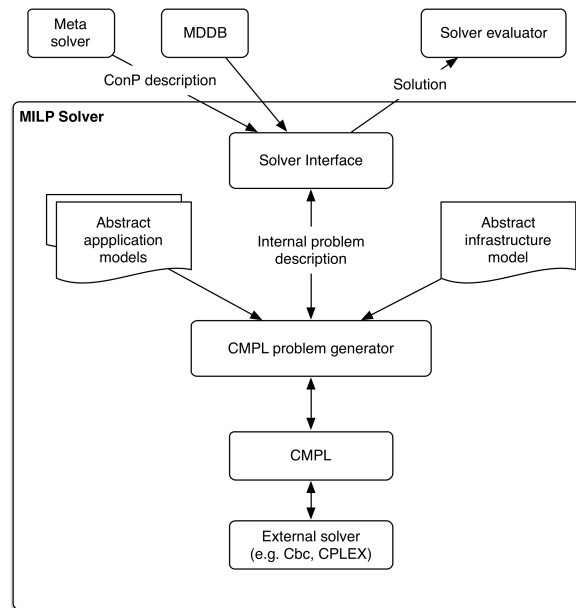 Meta
solver
MDDB
Solver evaluator
ConP description
Solution
MILP Solver
Solver Interface
Abstract
appplication
models
Internal problem
description
Abstract
infrastructure
model
CMPL problem generator
CMPL
External solver
(e.g. Cbc, CPLEX)